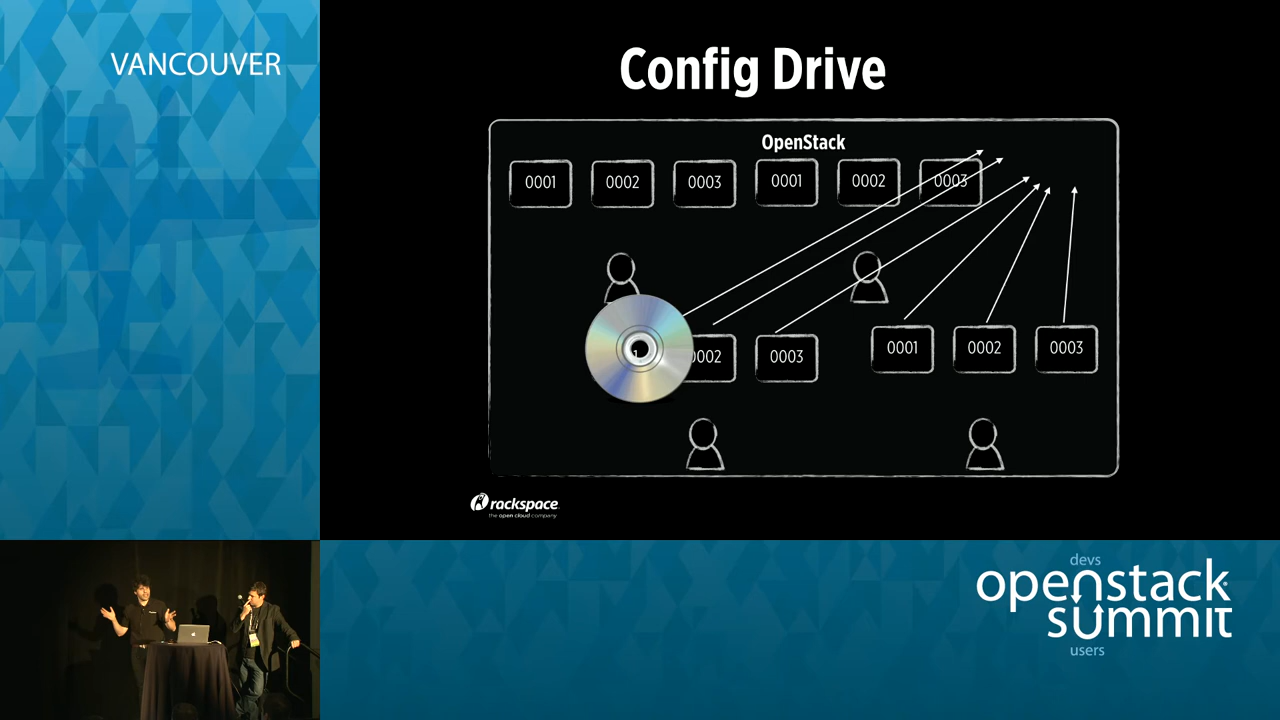 VANCOUVER
Config Drive
OpenStack
0001 0002 0003 0001 0002 0003
0002 0003 0001 0002 0003
rackspace
the open cloud company
devs
openstack
summit
users